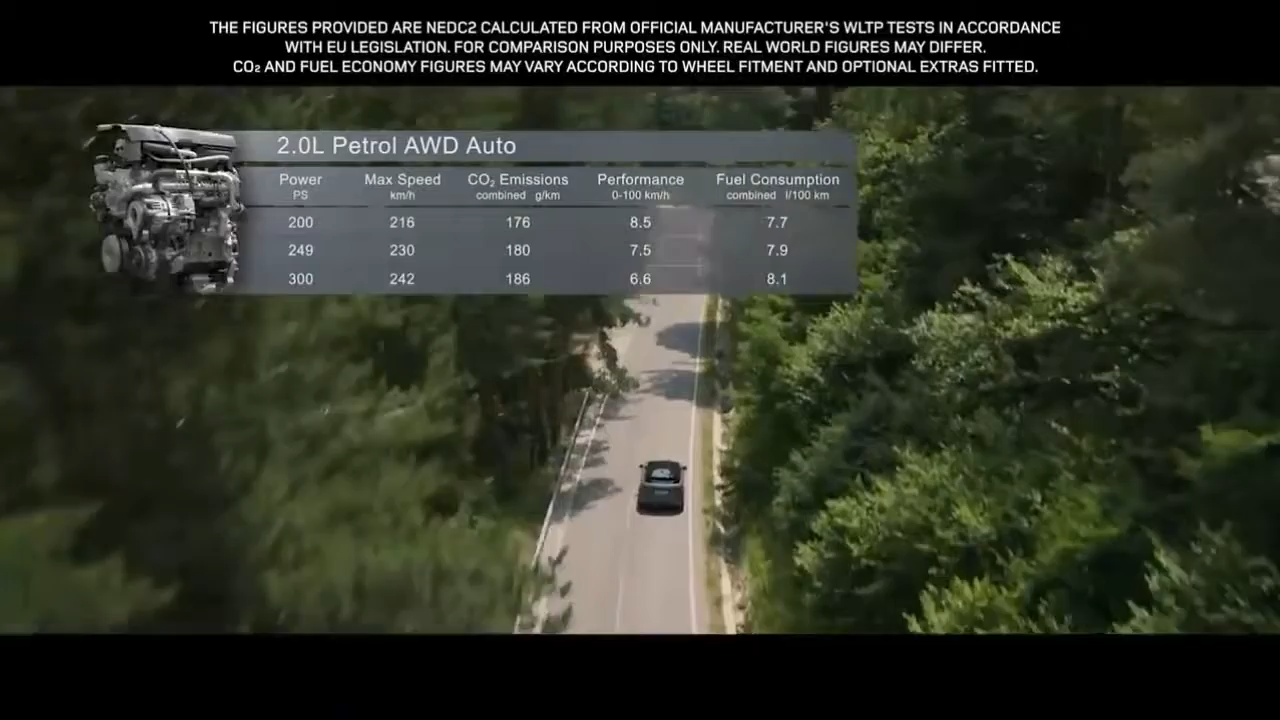 THE FIGURES PROVIDED ARE NEDC2 CALCULATED FROM OFFICIAL MANUFACTURER'S WLTP TESTS IN ACCORDANCE
WITH EU LEGISLATION. FOR COMPARISON PURPOSES ONLY. REAL WORLD FIGURES MAY DIFFER.
CO₂ AND FUEL ECONOMY FIGURES MAY VARY ACCORDING TO WHEEL FITMENT AND OPTIONAL EXTRAS FITTED.
2.0L Petrol AWD Auto
Power Max Speed CO₂ Emissions Performance Fuel Consumption
PS km/h combined g/km 0-100 km/h combined l/100 km
200 216 176 8.5 7.7
249 230 180 7.5 7.9
300 242 186 6.6 8.1